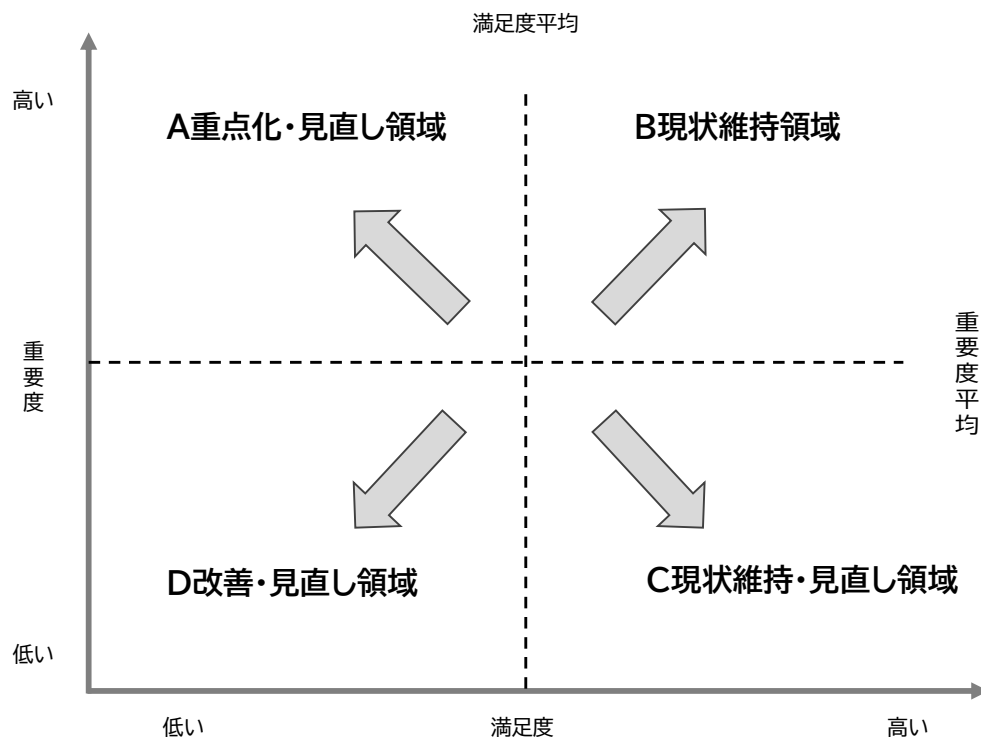 満足度平均
高い
A重点化・見直し領域
B現状維持領域
重要度
重要度平均
D改善・見直し領域
C現状維持・見直し領域
低い
低い
満足度
高い